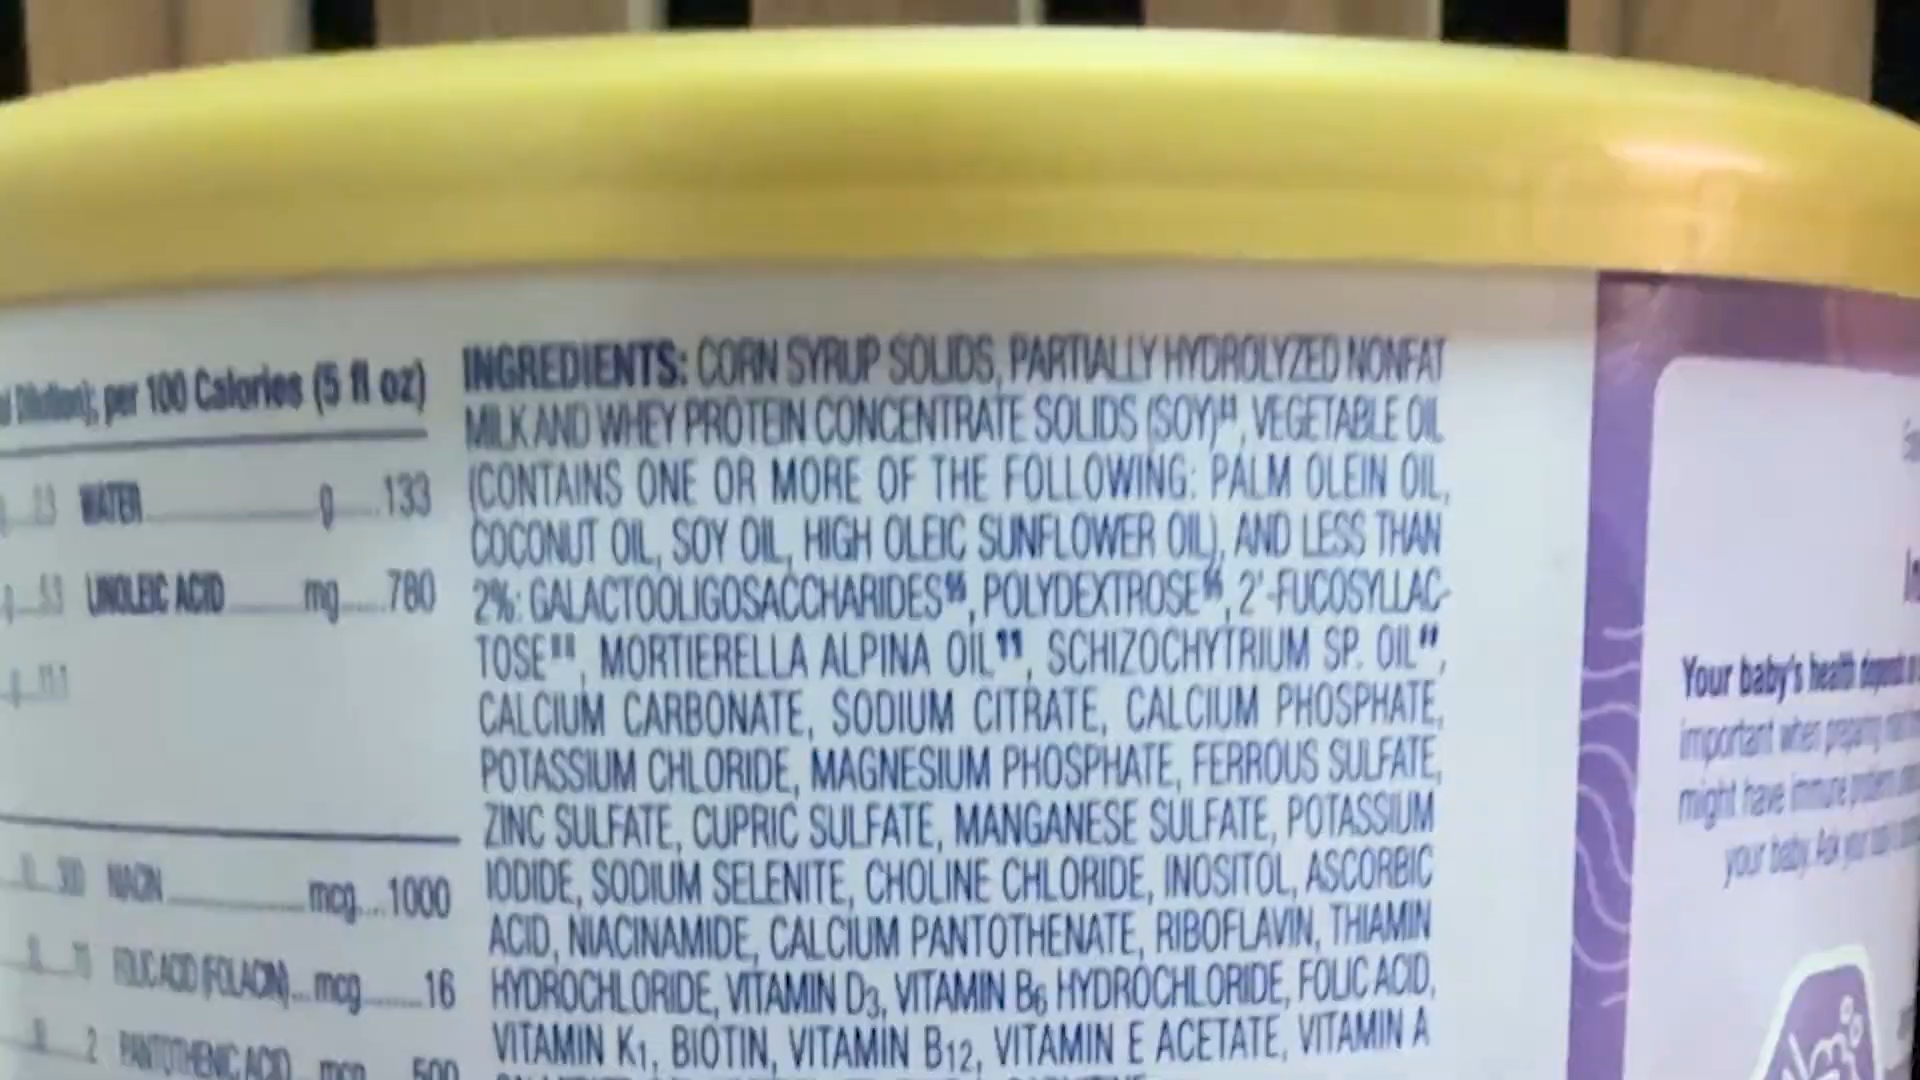 per 100 Calories (5 fl oz)
WATER g 133
LINOLEIC ACID mg 780
NIACIN mcg 1000
FOLIC ACID (FOLACIN) mcg 16
2 PANTOTHENIC ACID mcg 500
INGREDIENTS: CORN SYRUP SOLIDS, PARTIALLY HYDROLYZED NONFAT
MILK AND WHEY PROTEIN CONCENTRATE SOLIDS (SOY)‡‡, VEGETABLE OIL
(CONTAINS ONE OR MORE OF THE FOLLOWING: PALM OLEIN OIL,
COCONUT OIL, SOY OIL, HIGH OLEIC SUNFLOWER OIL), AND LESS THAN
2%: GALACTOOLIGOSACCHARIDES§§, POLYDEXTROSE§§, 2'-FUCOSYLLAC-
TOSE‖‖, MORTIERELLA ALPINA OIL¶¶, SCHIZOCHYTRIUM SP. OIL##,
CALCIUM CARBONATE, SODIUM CITRATE, CALCIUM PHOSPHATE,
POTASSIUM CHLORIDE, MAGNESIUM PHOSPHATE, FERROUS SULFATE,
ZINC SULFATE, CUPRIC SULFATE, MANGANESE SULFATE, POTASSIUM
IODIDE, SODIUM SELENITE, CHOLINE CHLORIDE, INOSITOL, ASCORBIC
ACID, NIACINAMIDE, CALCIUM PANTOTHENATE, RIBOFLAVIN, THIAMIN
HYDROCHLORIDE, VITAMIN D3, VITAMIN B6 HYDROCHLORIDE, FOLIC ACID,
VITAMIN K1, BIOTIN, VITAMIN B12, VITAMIN E ACETATE, VITAMIN A
Your baby's health
important when preparing
might have immune
your baby. Ask your